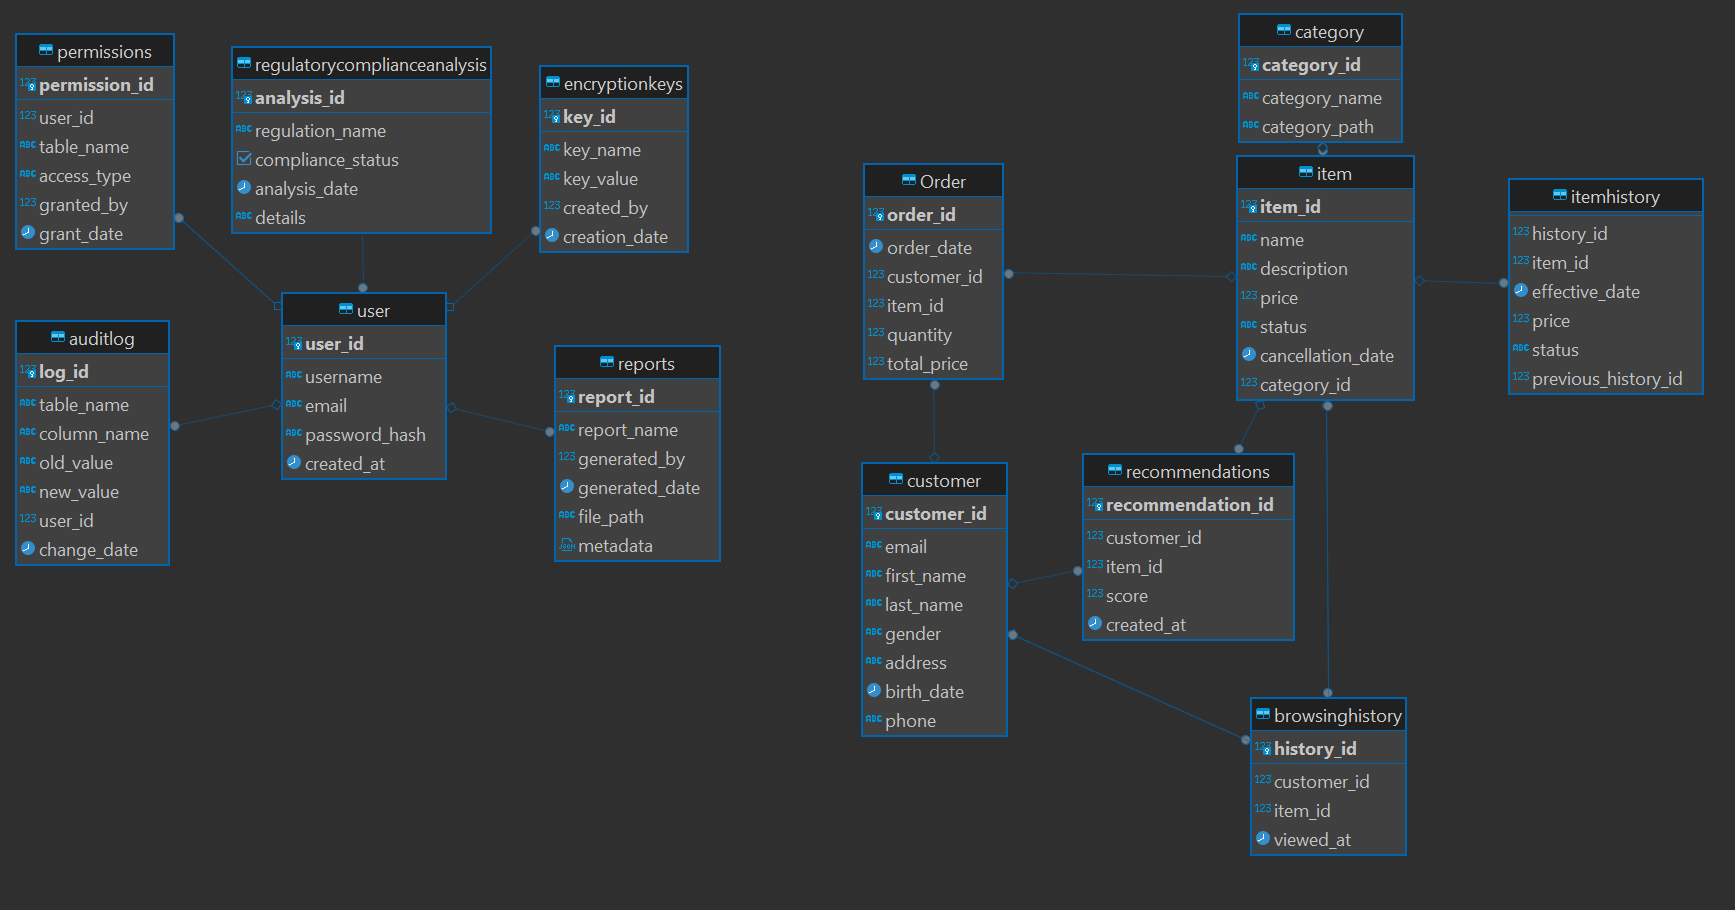 permissions
permission_id
user_id
table_name
access_type
granted_by
grant_date
regulatorycomplianceanalysis
analysis_id
regulation_name
compliance_status
analysis_date
details
encryptionkeys
key_id
key_name
key_value
created_by
creation_date
auditlog
log_id
table_name
column_name
old_value
new_value
user_id
change_date
user
user_id
username
email
password_hash
created_at
reports
report_id
report_name
generated_by
generated_date
file_path
metadata
category
category_id
category_name
category_path
Order
order_id
order_date
customer_id
item_id
quantity
total_price
item
item_id
name
description
price
status
cancellation_date
category_id
itemhistory
history_id
item_id
effective_date
price
status
previous_history_id
customer
customer_id
email
first_name
last_name
gender
address
birth_date
phone
recommendations
recommendation_id
customer_id
item_id
score
created_at
browsinghistory
history_id
customer_id
item_id
viewed_at